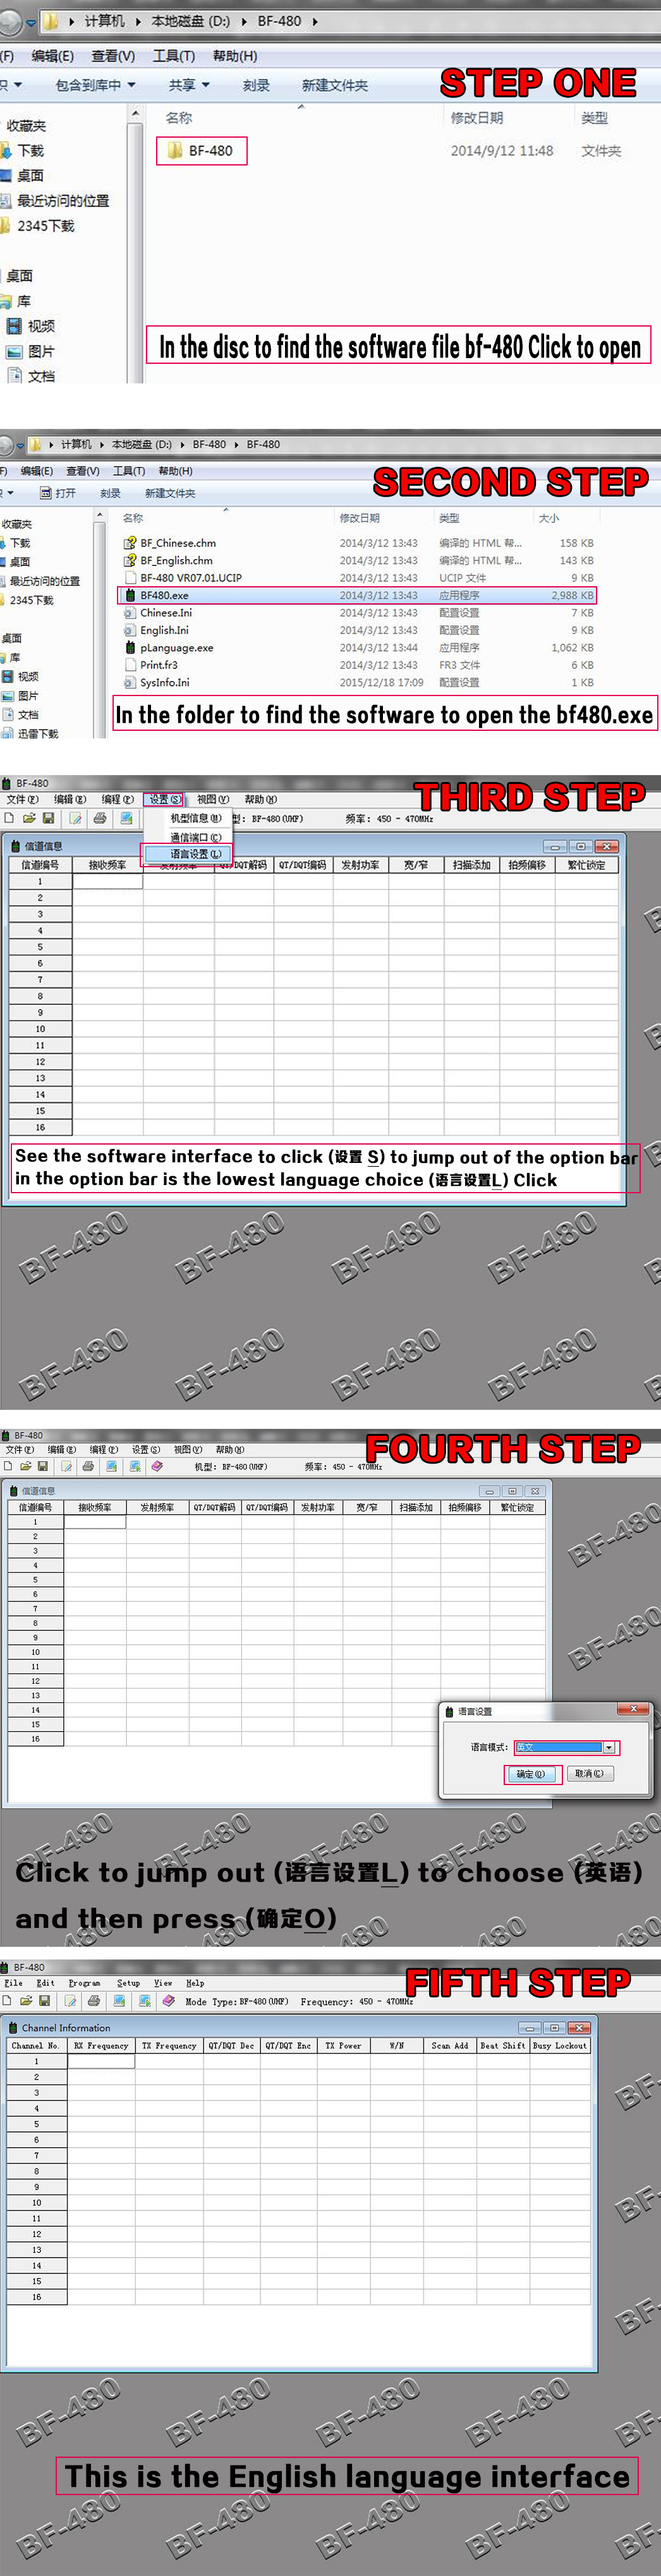 计算机 ▸ 本地磁盘 (D:) ▸ BF-480 ▸
(F) 编辑(E) 查看(V) 工具(T) 帮助(H)
包含到库中 共享 刻录 新建文件夹
STEP ONE
名称 修改日期 类型
收藏夹
下载
桌面
最近访问的位置
2345下载
BF-480 2014/9/12 11:48 文件夹
桌面
库
视频
图片
文档
In the disc to find the software file bf-480 Click to open
计算机 ▸ 本地磁盘 (D:) ▸ BF-480 ▸ BF-480
F) 编辑(E) 查看(V) 工具(T) 帮助(H)
打开 刻录 新建文件夹
SECOND STEP
名称 修改日期 类型 大小
收藏夹
下载
桌面
最近访问的位置
2345下载
桌面
库
视频
图片
文档
迅雷下载
BF_Chinese.chm 2014/3/12 13:43 编译的 HTML 帮... 158 KB
BF_English.chm 2014/3/12 13:43 编译的 HTML 帮... 143 KB
BF-480 VR07.01.UCIP 2014/3/12 13:43 UCIP 文件 9 KB
BF480.exe 2014/3/12 13:43 应用程序 2,988 KB
Chinese.Ini 2014/3/12 13:43 配置设置 7 KB
English.Ini 2014/3/12 13:43 配置设置 9 KB
pLanguage.exe 2014/3/12 13:44 应用程序 1,062 KB
Print.fr3 2014/3/12 13:43 FR3 文件 6 KB
SysInfo.Ini 2015/12/18 17:09 配置设置 1 KB
In the folder to find the software to open the bf480.exe
BF-480
文件(F) 编辑(E) 编程(P) 设置(S) 视图(V) 帮助(H)
THIRD STEP
机型信息(M)
通信端口(C)
语言设置(L)
型: BF-480(UHF) 频率: 450 - 470MHz
信道信息
信道编号 接收频率 发射频率 QT/DQT解码 QT/DQT编码 发射功率 宽/窄 扫描添加 拍频偏移 繁忙锁定
1
2
3
4
5
6
7
8
9
10
11
12
13
14
15
16
See the software interface to click (设置 S) to jump out of the option bar
in the option bar is the lowest language choice (语言设置L) Click
BF-480 BF-480 BF-480 BF-480
BF-480 BF-480 BF-480 BF-480
BF-480
文件(F) 编辑(E) 编程(P) 设置(S) 视图(V) 帮助(H)
FOURTH STEP
机型: BF-480(UHF) 频率: 450 - 470MHz
信道信息
信道编号 接收频率 发射频率 QT/DQT解码 QT/DQT编码 发射功率 宽/窄 扫描添加 拍频偏移 繁忙锁定
1
2
3
4
5
6
7
8
9
10
11
12
13
14
15
16
BF-480
BF-480
语言设置
语言模式: 英文
确定(O) 取消(C)
BF-480 BF-480 BF-480 BF-480
Click to jump out (语言设置L) to choose (英语)
and then press (确定O)
BF-480
File Edit Program Setup View Help
FIFTH STEP
Mode Type:BF-480(UHF) Frequency: 450 - 470MHz
Channel Information
Channel No. RX Frequency TX Frequency QT/DQT Dec QT/DQT Enc TX Power W/N Scan Add Beat Shift Busy Lockout
1
2
3
4
5
6
7
8
9
10
11
12
13
14
15
16
BF-480 BF-480 BF-480 BF-480
This is the English language interface
BF-480 BF-480 BF-480 BF-480